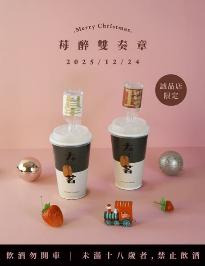 .Merry Christmas.
莓醉雙奏章
2025/12/24
誠品店
限定
飲酒勿開車 | 未滿十八歲者,禁止飲酒